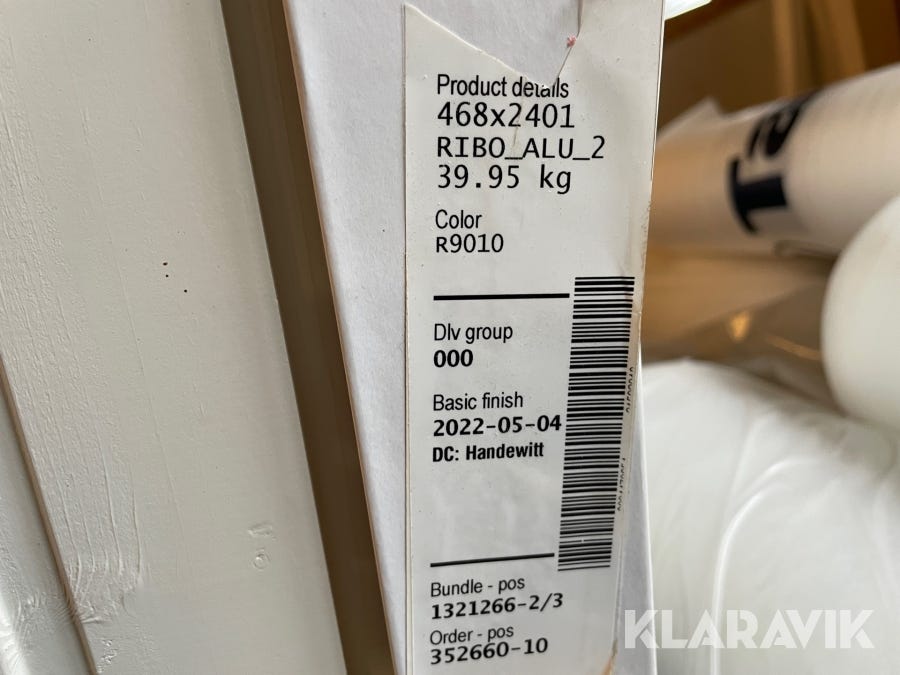 Product details
468x2401
RIBO_ALU_2
39.95 kg
Color
R9010
Dlv group
000
Basic finish
2022-05-04
DC: Handewitt
Bundle - pos
1321266-2/3
Order - pos
352660-10
KLARAVIK